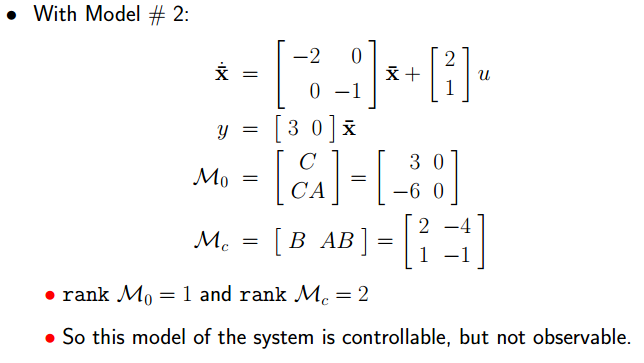 • With Model # 2:
ẋ̄ = [ −2 0 ; 0 −1 ] x̄ + [ 2 ; 1 ] u
y = [ 3 0 ] x̄
M₀ = [ C ; CA ] = [ 3 0 ; −6 0 ]
M_c = [ B AB ] = [ 2 −4 ; 1 −1 ]
• rank M₀ = 1 and rank M_c = 2
• So this model of the system is controllable, but not observable.